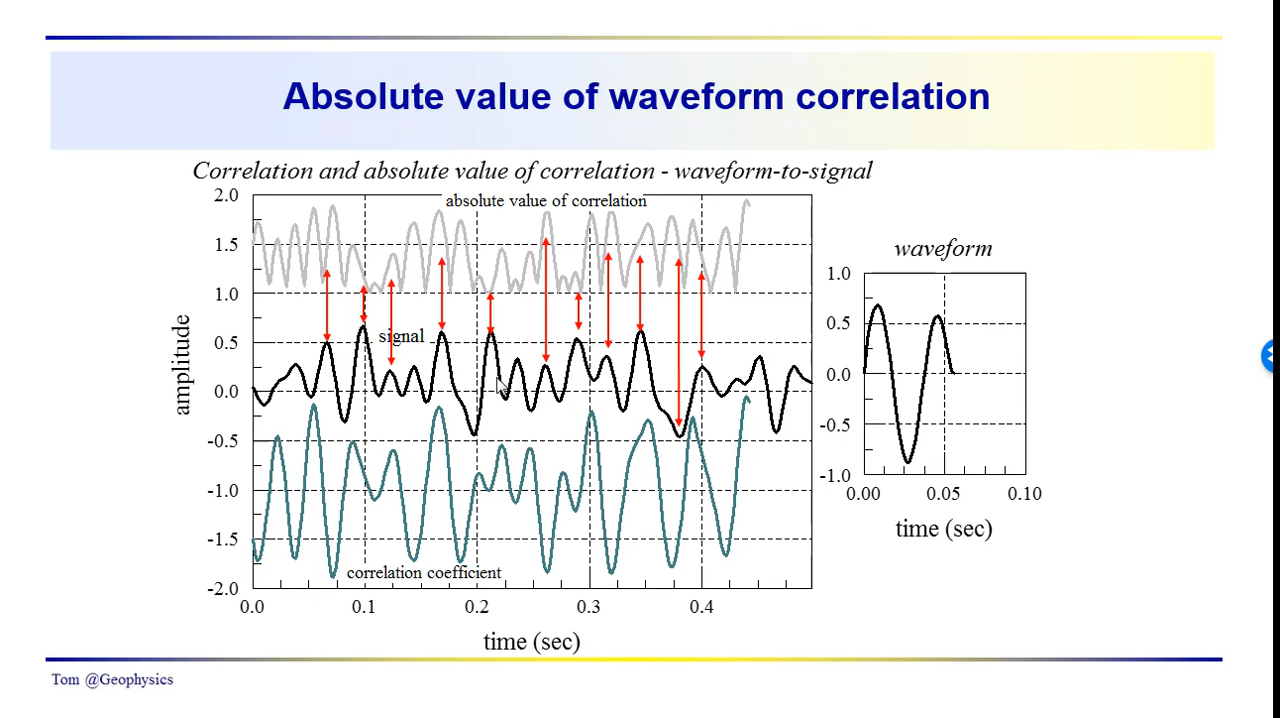 Absolute value of waveform correlation
Correlation and absolute value of correlation - waveform-to-signal
absolute value of correlation
2.0
1.5
1.0
0.5
0.0
-0.5
-1.0
-1.5
-2.0
amplitude
signal
correlation coefficient
0.0
0.1
0.2
0.3
0.4
time (sec)
waveform
1.0
0.5
0.0
-0.5
-1.0
0.00
0.05
0.10
time (sec)
Tom @Geophysics